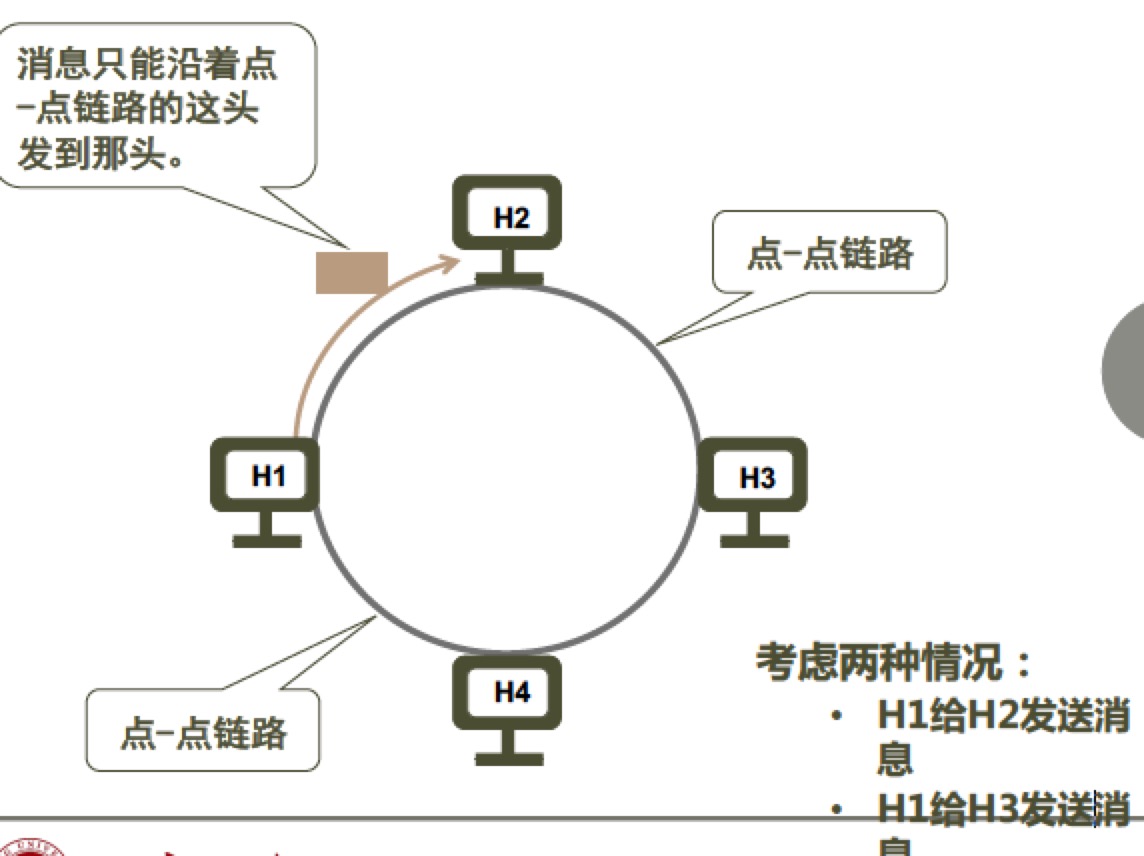 消息只能沿着点
-点链路的这头
发到那头。
H2
点-点链路
H1
H3
H4
点-点链路
考虑两种情况：
• H1给H2发送消
息
• H1给H3发送消
息